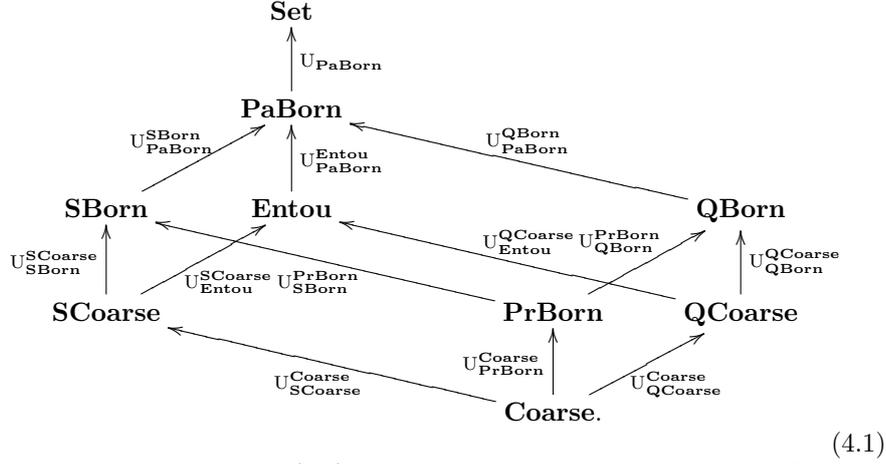 Set
U_PaBorn
PaBorn
U^SBorn_PaBorn
U^QBorn_PaBorn
U^Entou_PaBorn
SBorn Entou QBorn
U^QCoarse_Entou U^PrBorn_QBorn
U^SCoarse_SBorn U^QCoarse_QBorn
U^SCoarse_Entou U^PrBorn_SBorn
SCoarse PrBorn QCoarse
U^Coarse_PrBorn
U^Coarse_SCoarse U^Coarse_QCoarse
Coarse.
(4.1)